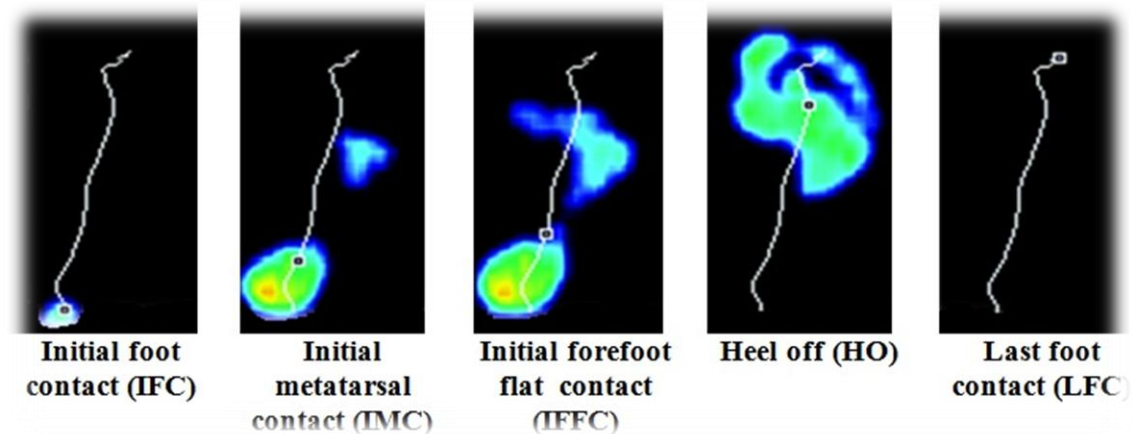 Initial foot
contact (IFC)
Initial
metatarsal
contact (IMC)
Initial forefoot
flat contact
(IFFC)
Heel off (HO)
Last foot
contact (LFC)